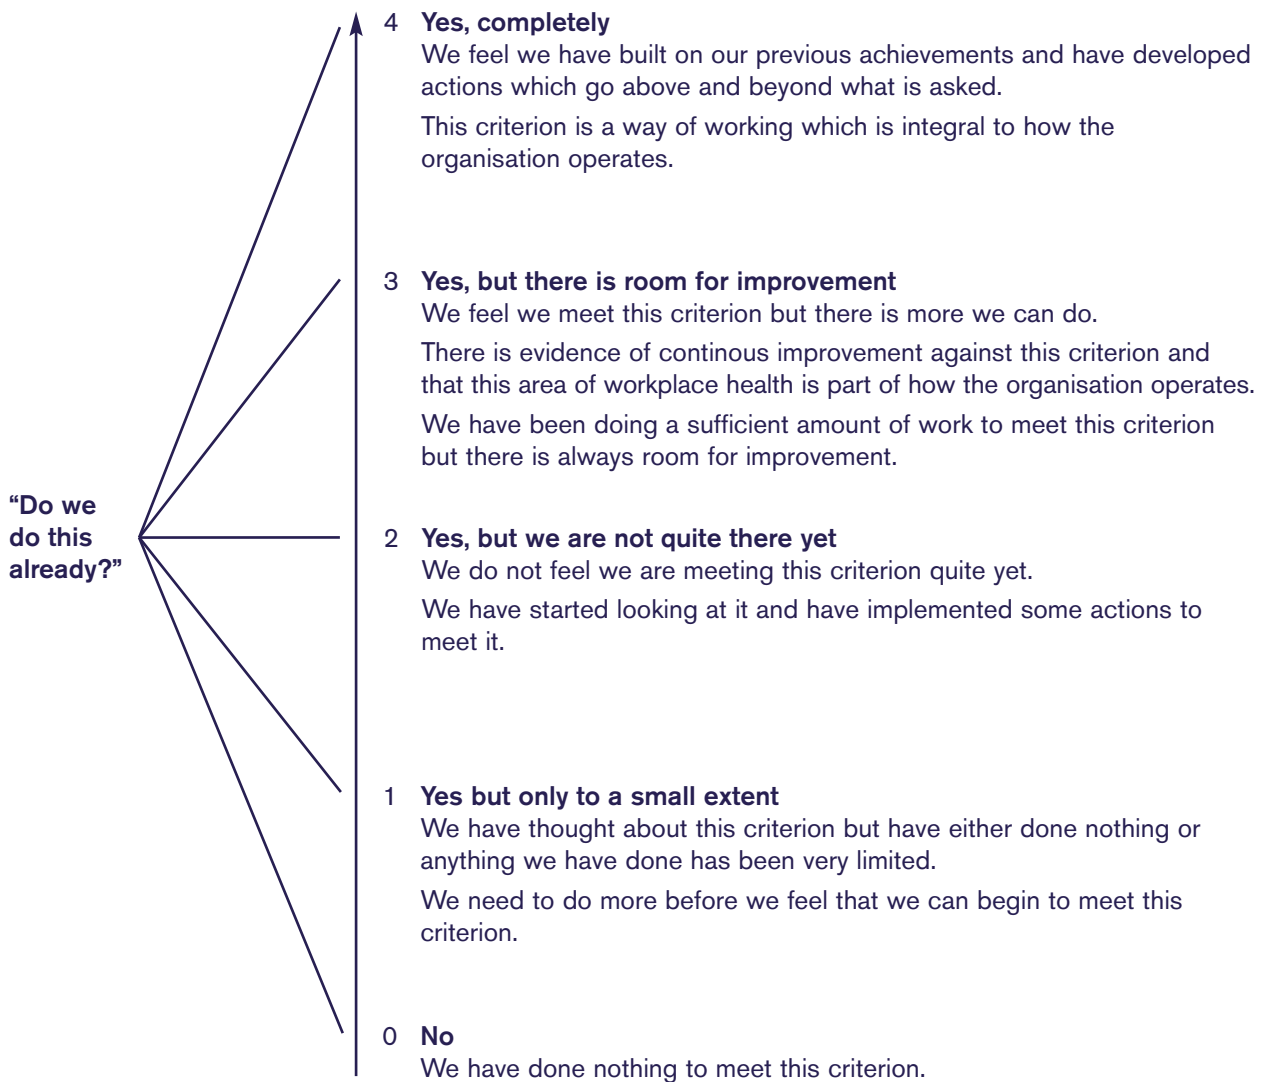 4 Yes, completely
We feel we have built on our previous achievements and have developed
actions which go above and beyond what is asked.
This criterion is a way of working which is integral to how the
organisation operates.
3 Yes, but there is room for improvement
We feel we meet this criterion but there is more we can do.
There is evidence of continous improvement against this criterion and
that this area of workplace health is part of how the organisation operates.
We have been doing a sufficient amount of work to meet this criterion
but there is always room for improvement.
“Do we
do this
already?”
2 Yes, but we are not quite there yet
We do not feel we are meeting this criterion quite yet.
We have started looking at it and have implemented some actions to
meet it.
1 Yes but only to a small extent
We have thought about this criterion but have either done nothing or
anything we have done has been very limited.
We need to do more before we feel that we can begin to meet this
criterion.
0 No
We have done nothing to meet this criterion.